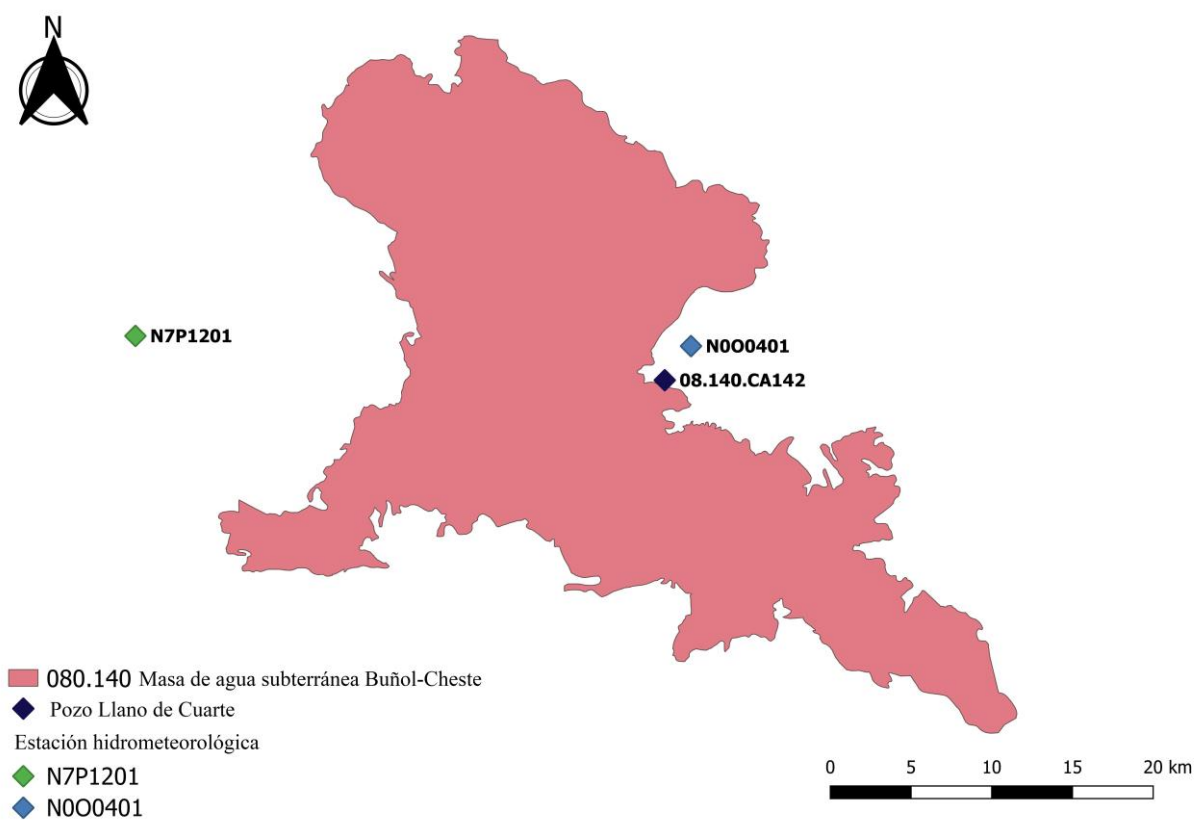 N
N7P1201
N0O0401
08.140.CA142
080.140 Masa de agua subterránea Buñol-Cheste
Pozo Llano de Cuarte
Estación hidrometeorológica
N7P1201
N0O0401
0 5 10 15 20 km